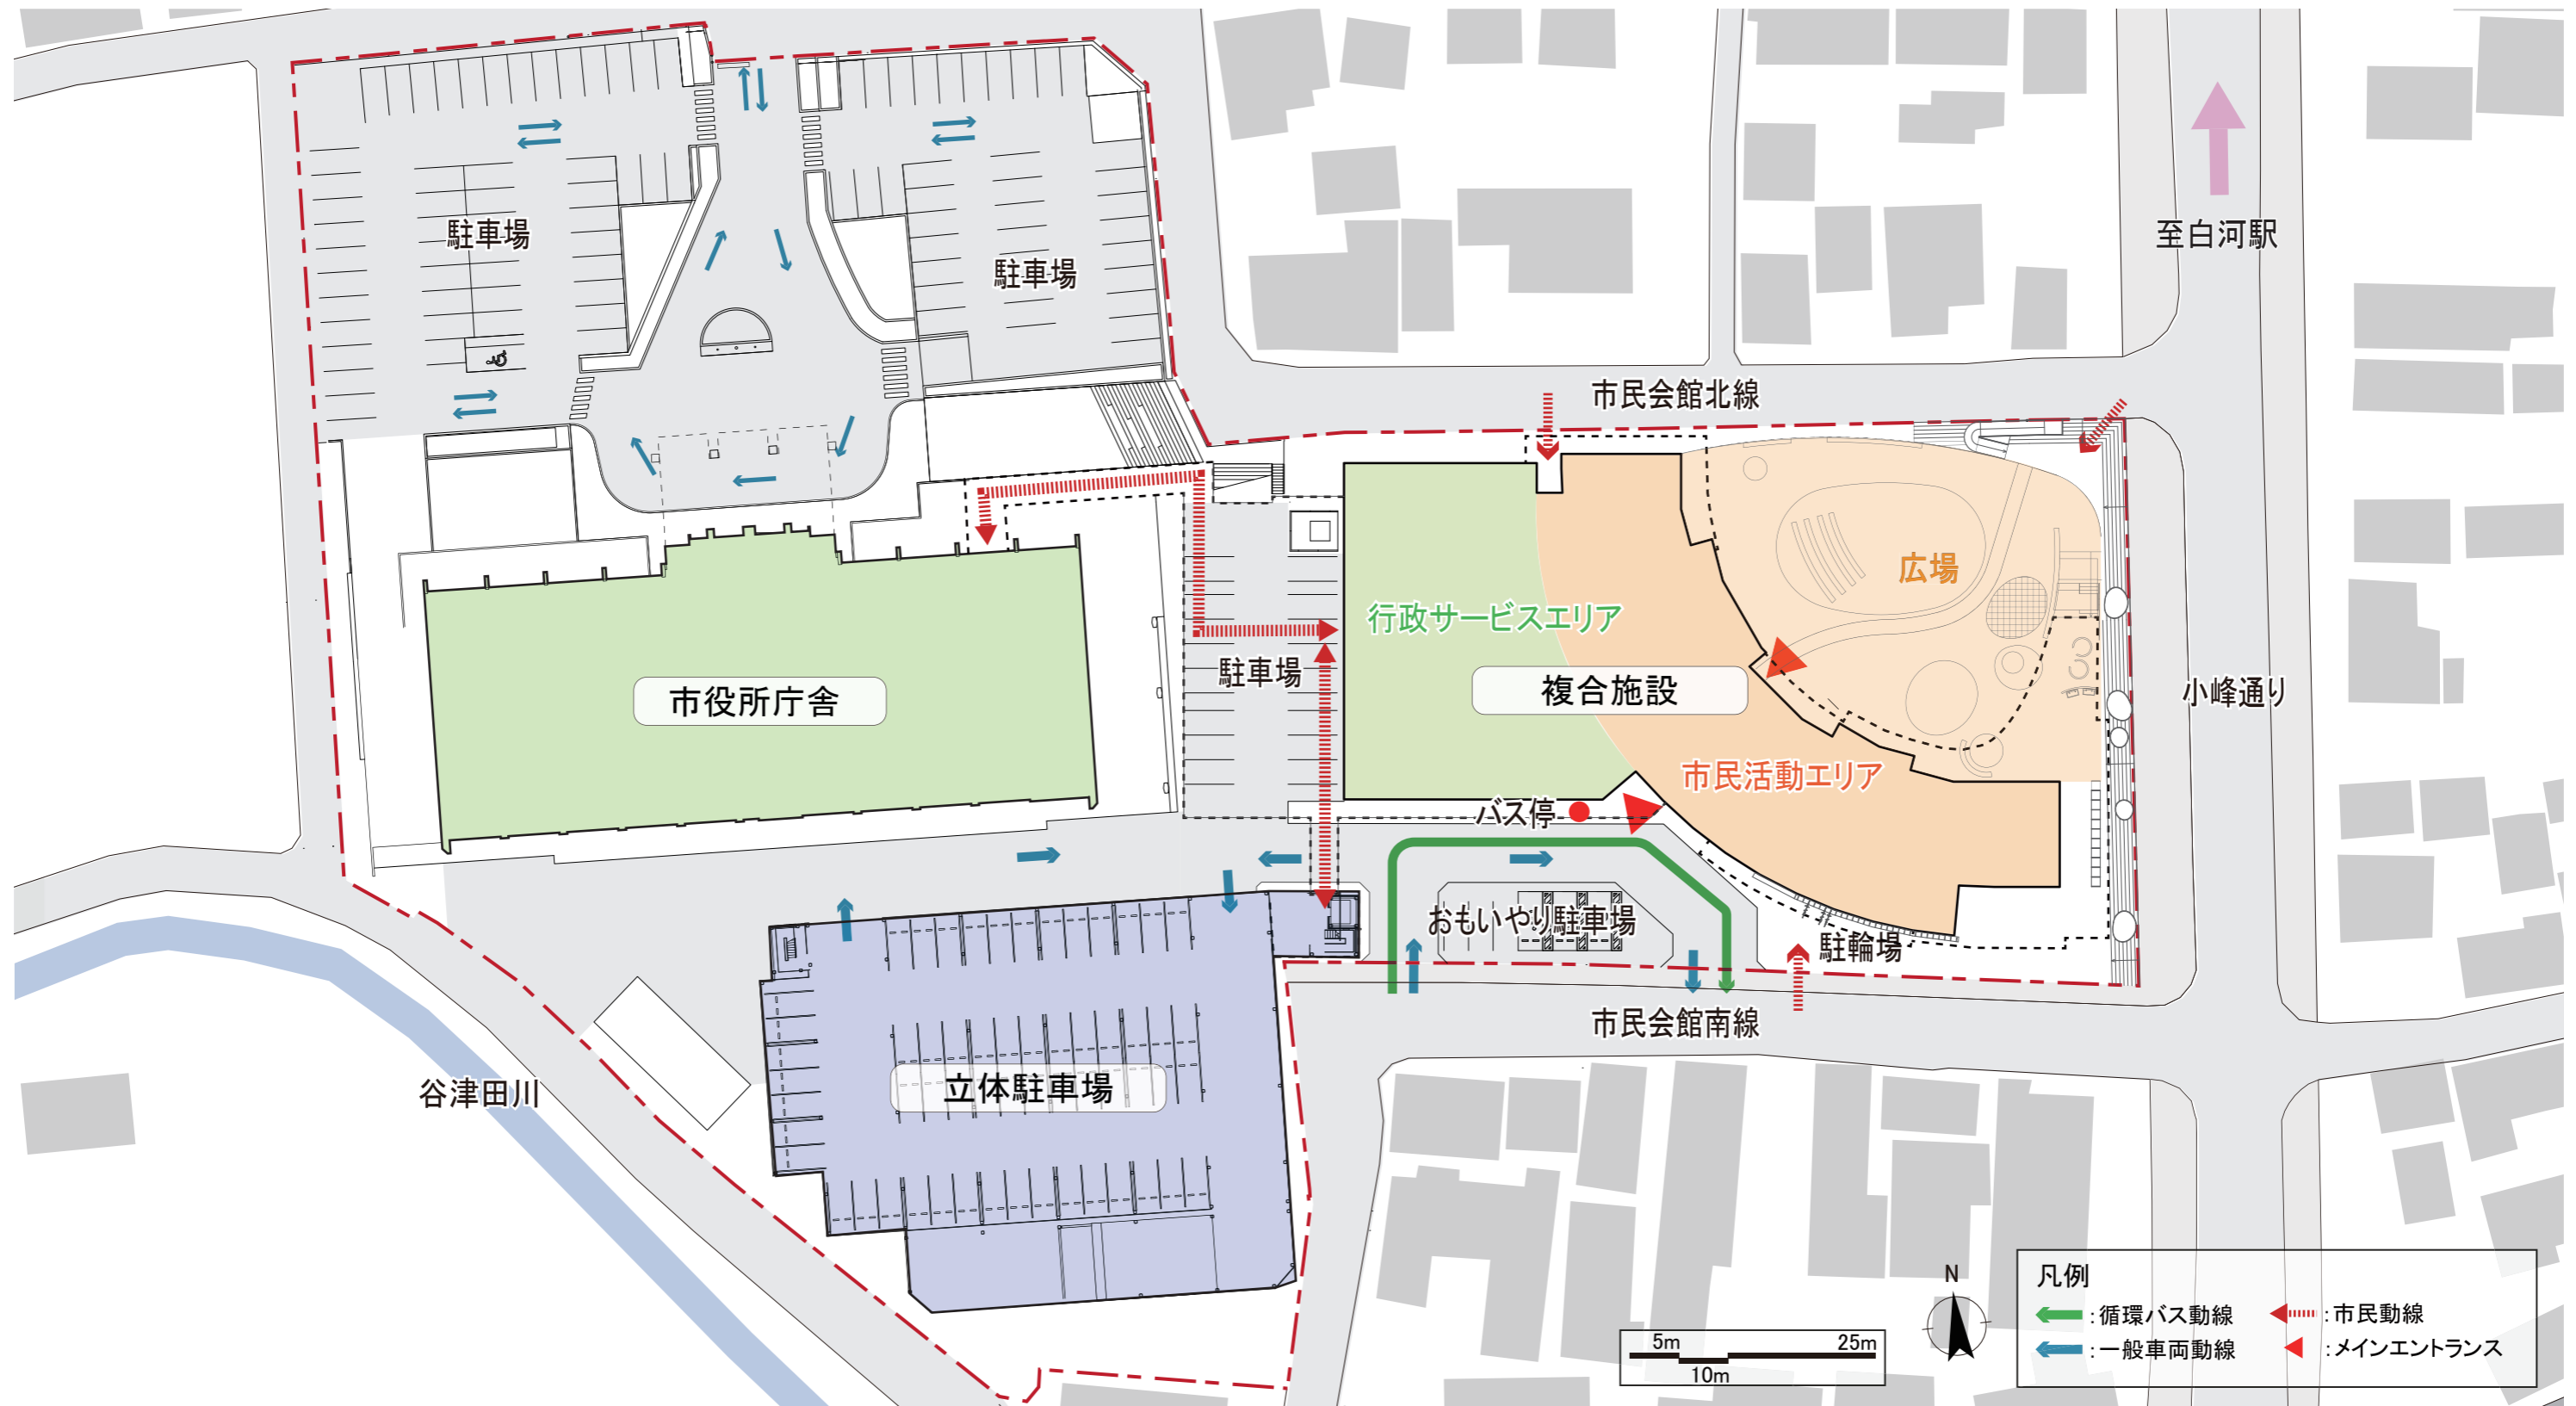 駐車場
駐車場
至白河駅
市民会館北線
広場
行政サービスエリア
駐車場
複合施設
市役所庁舎
小峰通り
市民活動エリア
バス停
おもいやり駐車場
駐輪場
市民会館南線
立体駐車場
谷津田川
N
5m 25m
10m
凡例
:循環バス動線
:市民動線
:一般車両動線
:メインエントランス